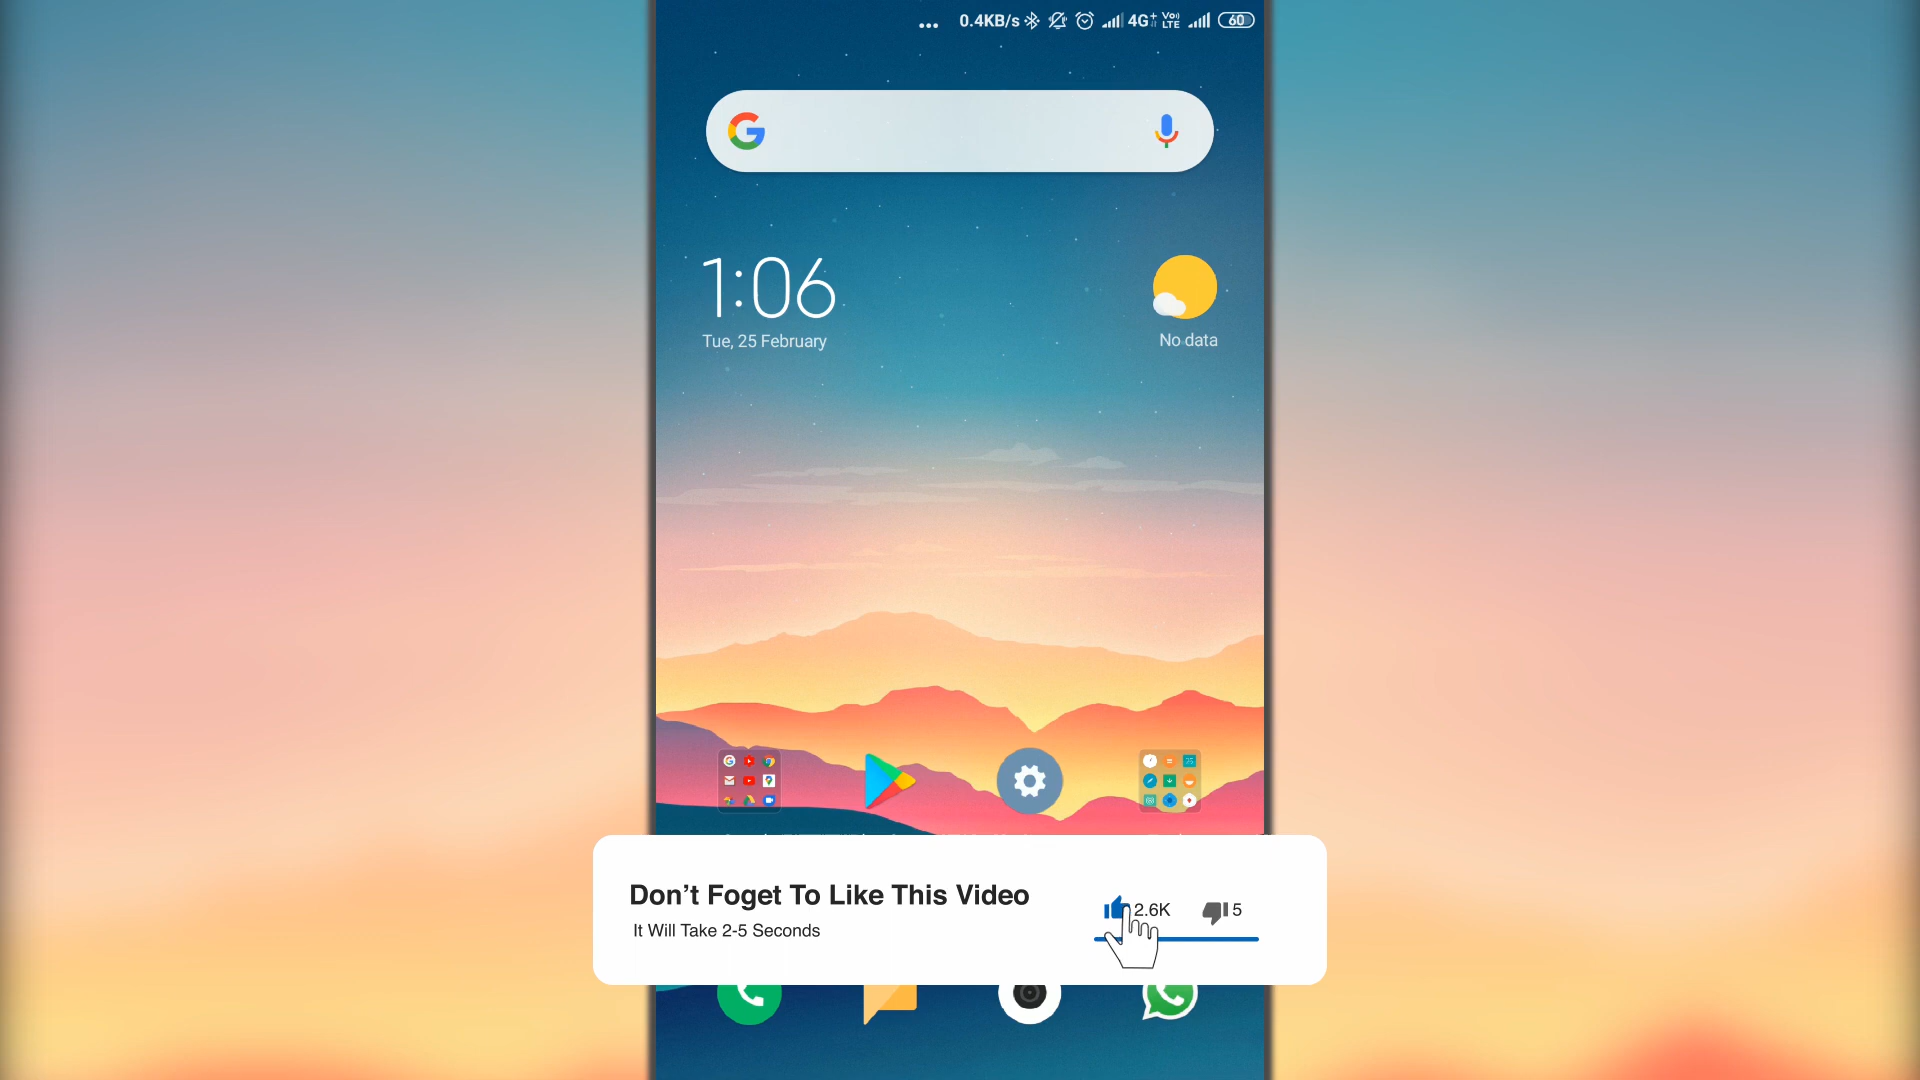 ... 0.4KB/s 4G+ Vo)) LTE 60
1:06
Tue, 25 February
No data
Don’t Foget To Like This Video
It Will Take 2-5 Seconds
2.6K
5